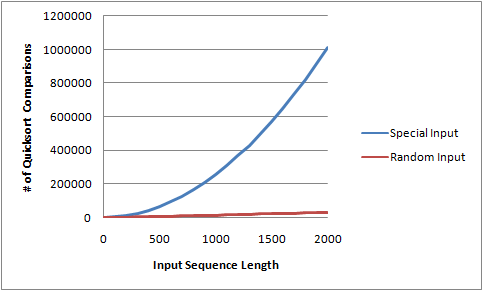 1200000
1000000
800000
600000
400000
200000
0
# of Quicksort Comparisons
0 500 1000 1500 2000
Input Sequence Length
Special Input
Random Input